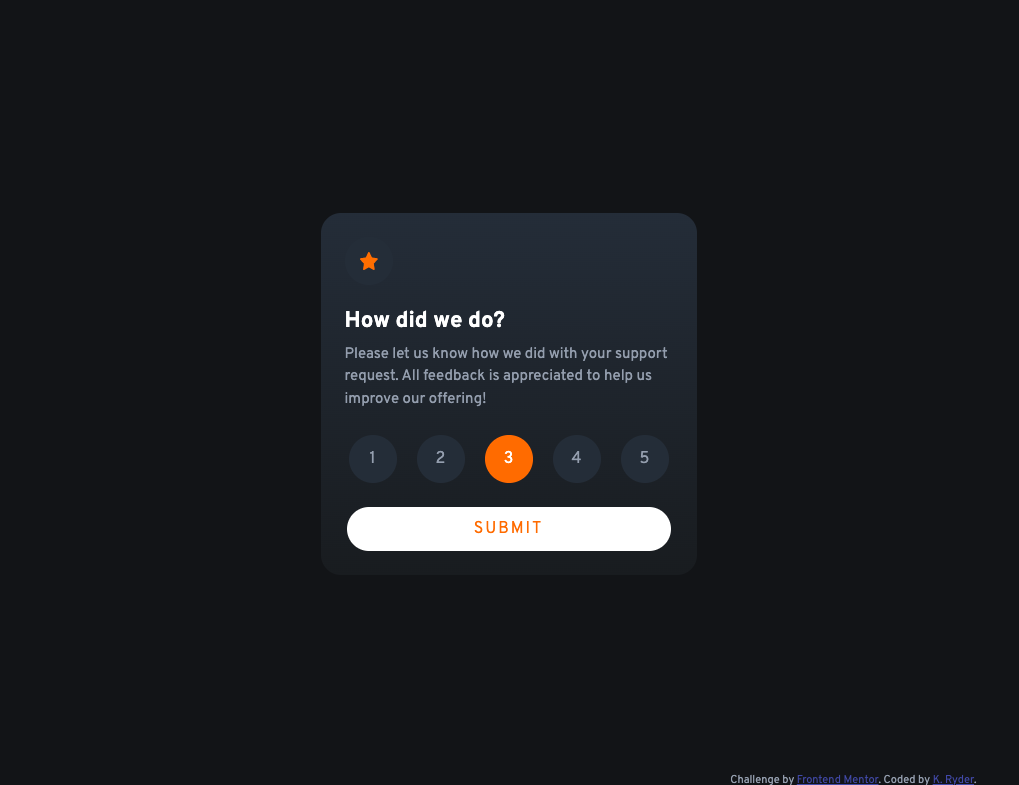 How did we do?
Please let us know how we did with your support
request. All feedback is appreciated to help us
improve our offering!
1 2 3 4 5
SUBMIT
Challenge by Frontend Mentor. Coded by K. Ryder.